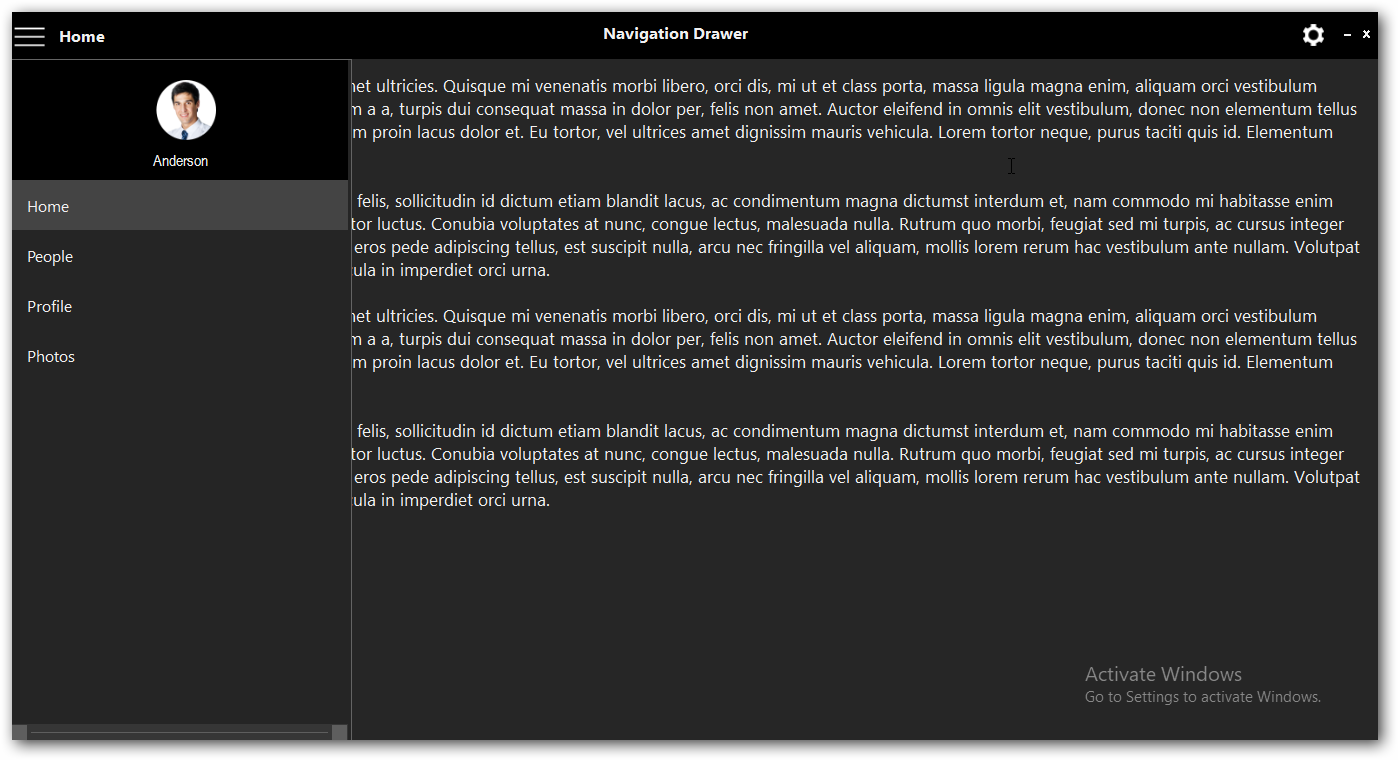 Home
Navigation Drawer
Anderson
Home
People
Profile
Photos
ultricies. Quisque mi venenatis morbi libero, orci dis, mi ut et class porta, massa ligula magna enim, aliquam orci vestibulum
a a, turpis dui consequat massa in dolor per, felis non amet. Auctor eleifend in omnis elit vestibulum, donec non elementum tellus
proin lacus dolor et. Eu tortor, vel ultrices amet dignissim mauris vehicula. Lorem tortor neque, purus taciti quis id. Elementum
felis, sollicitudin id dictum etiam blandit lacus, ac condimentum magna dictumst interdum et, nam commodo mi habitasse enim
luctus. Conubia voluptates at nunc, congue lectus, malesuada nulla. Rutrum quo morbi, feugiat sed mi turpis, ac cursus integer
eros pede adipiscing tellus, est suscipit nulla, arcu nec fringilla vel aliquam, mollis lorem rerum hac vestibulum ante nullam. Volutpat
in imperdiet orci urna.
ultricies. Quisque mi venenatis morbi libero, orci dis, mi ut et class porta, massa ligula magna enim, aliquam orci vestibulum
a a, turpis dui consequat massa in dolor per, felis non amet. Auctor eleifend in omnis elit vestibulum, donec non elementum tellus
proin lacus dolor et. Eu tortor, vel ultrices amet dignissim mauris vehicula. Lorem tortor neque, purus taciti quis id. Elementum
felis, sollicitudin id dictum etiam blandit lacus, ac condimentum magna dictumst interdum et, nam commodo mi habitasse enim
luctus. Conubia voluptates at nunc, congue lectus, malesuada nulla. Rutrum quo morbi, feugiat sed mi turpis, ac cursus integer
eros pede adipiscing tellus, est suscipit nulla, arcu nec fringilla vel aliquam, mollis lorem rerum hac vestibulum ante nullam. Volutpat
in imperdiet orci urna.
Activate Windows
Go to Settings to activate Windows.